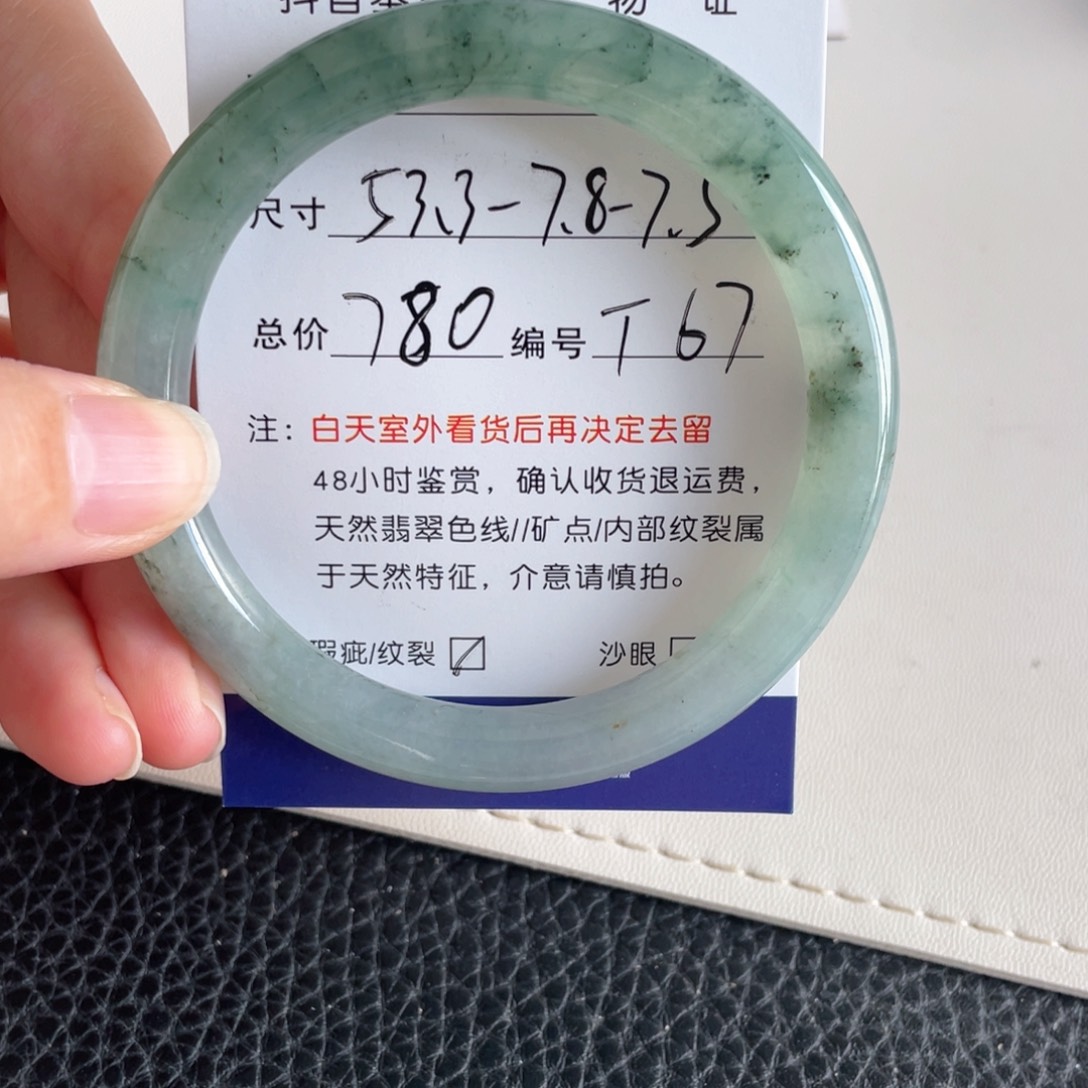 尺寸 53.3-7.8-7.5
总价 780 编号 T67
注：白天室外看货后再决定去留
48小时鉴赏，确认收货退运费，
天然翡翠色线//矿点/内部纹裂属
于天然特征，介意请慎拍。
瑕疵/纹裂 沙眼